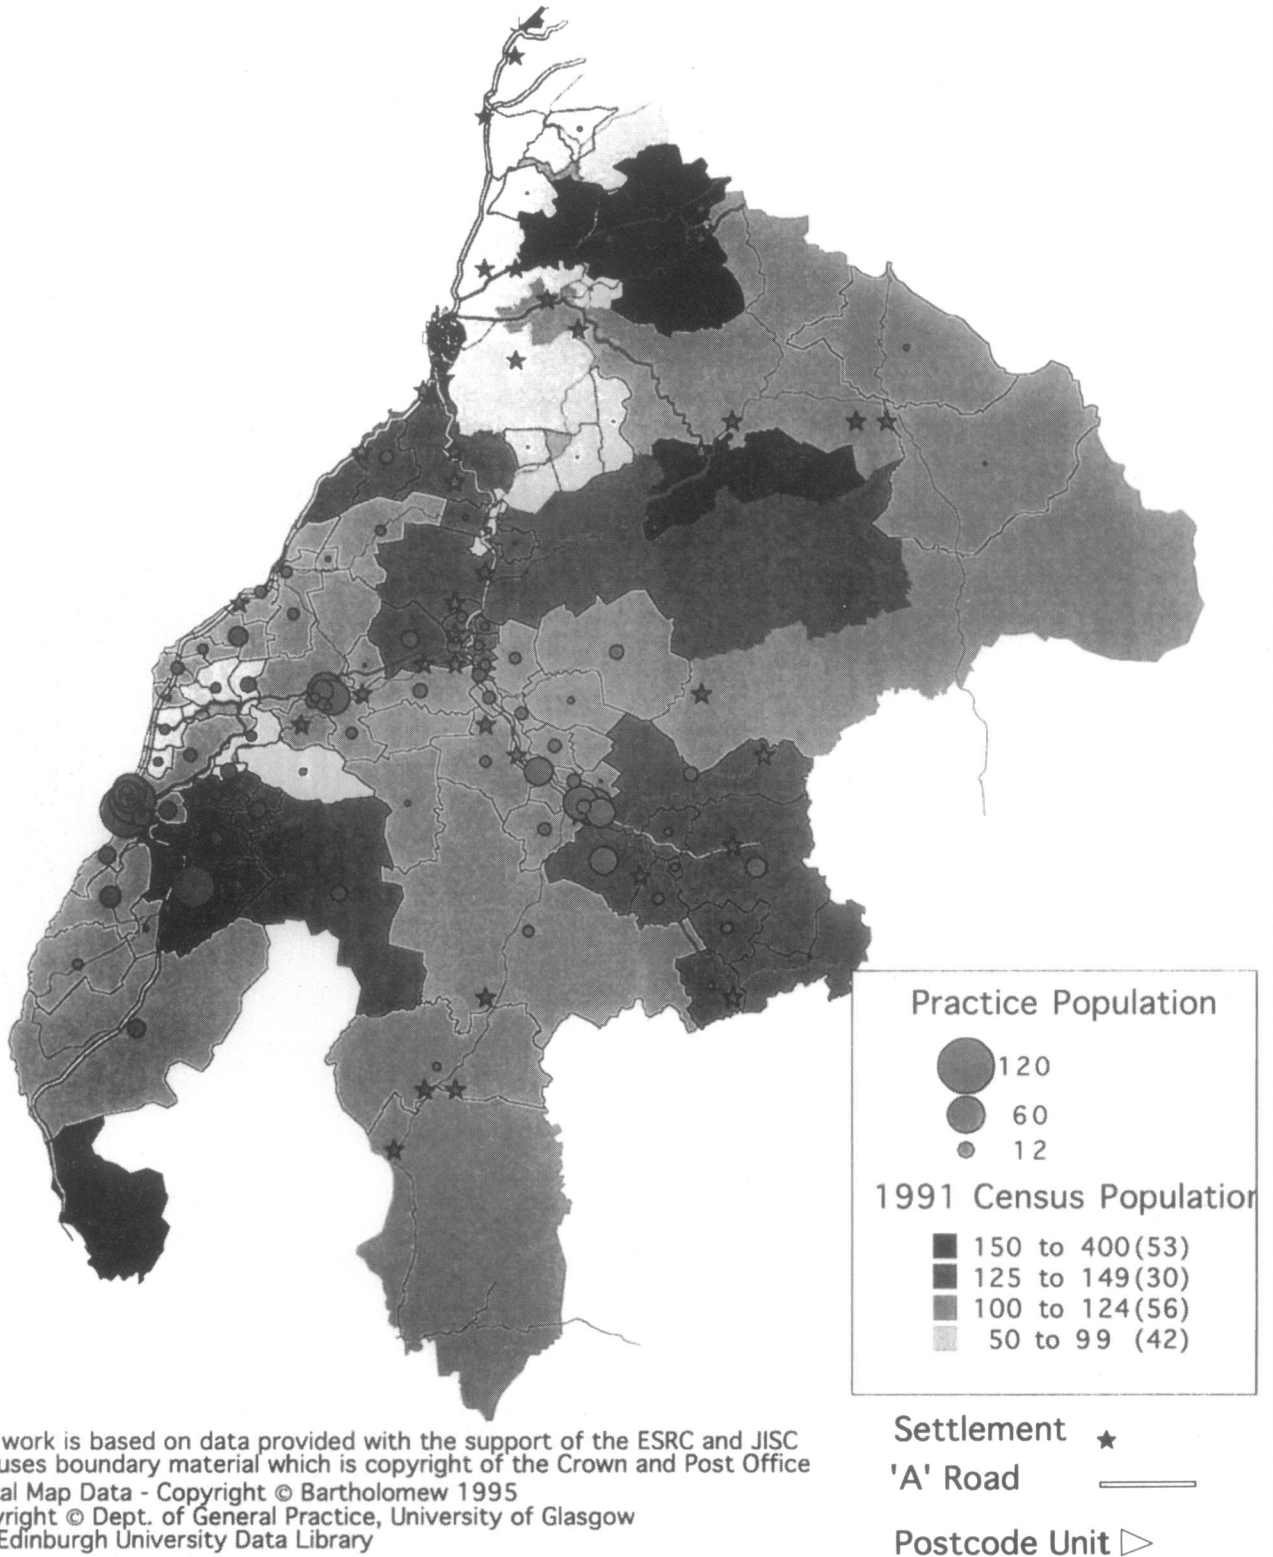 Practice Population
120
60
12
1991 Census Population
150 to 400(53)
125 to 149(30)
100 to 124(56)
50 to 99 (42)
work is based on data provided with the support of the ESRC and JISC
uses boundary material which is copyright of the Crown and Post Office
al Map Data - Copyright © Bartholomew 1995
yright © Dept. of General Practice, University of Glasgow
Edinburgh University Data Library
Settlement
'A' Road
Postcode Unit